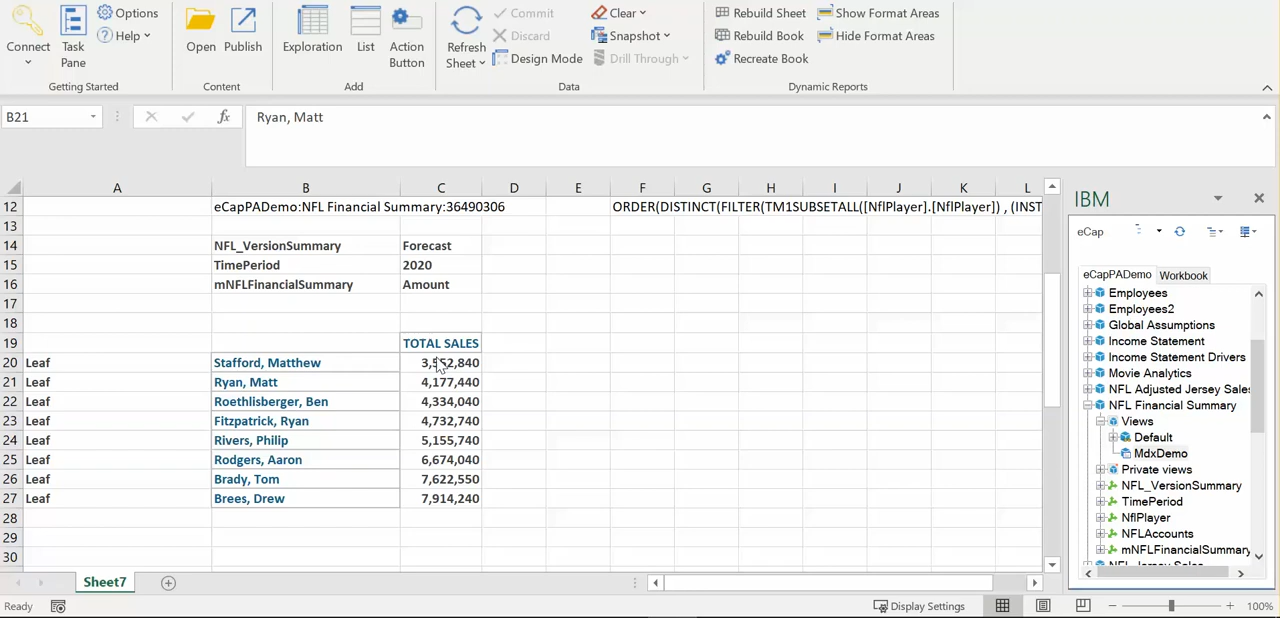 Connect
Task
Pane
Options
Help
Getting Started
Open
Publish
Content
Exploration
List
Action
Button
Add
Refresh
Sheet
Commit
Discard
Design Mode
Clear
Snapshot
Drill Through
Data
Rebuild Sheet
Rebuild Book
Recreate Book
Show Format Areas
Hide Format Areas
Dynamic Reports
B21
fx
Ryan, Matt
A B C D E F G H I J K L
12 eCapPADemo:NFL Financial Summary:36490306 ORDER(DISTINCT(FILTER(TM1SUBSETALL([NflPlayer].[NflPlayer]) , (INST
13
14 NFL_VersionSummary Forecast
15 TimePeriod 2020
16 mNFLFinancialSummary Amount
17
18
19 TOTAL SALES
20 Leaf Stafford, Matthew
21 Leaf Ryan, Matt 4,177,440
22 Leaf Roethlisberger, Ben 4,334,040
23 Leaf Fitzpatrick, Ryan 4,732,740
24 Leaf Rivers, Philip 5,155,740
25 Leaf Rodgers, Aaron 6,674,040
26 Leaf Brady, Tom 7,622,550
27 Leaf Brees, Drew 7,914,240
28
29
30
Sheet7
Ready
Display Settings
100%
IBM
eCap
eCapPADemo Workbook
Employees
Employees2
Global Assumptions
Income Statement
Income Statement Drivers
Movie Analytics
NFL Adjusted Jersey Sales
NFL Financial Summary
Views
Default
MdxDemo
Private views
NFL_VersionSummary
TimePeriod
NflPlayer
NFLAccounts
mNFLFinancialSummary